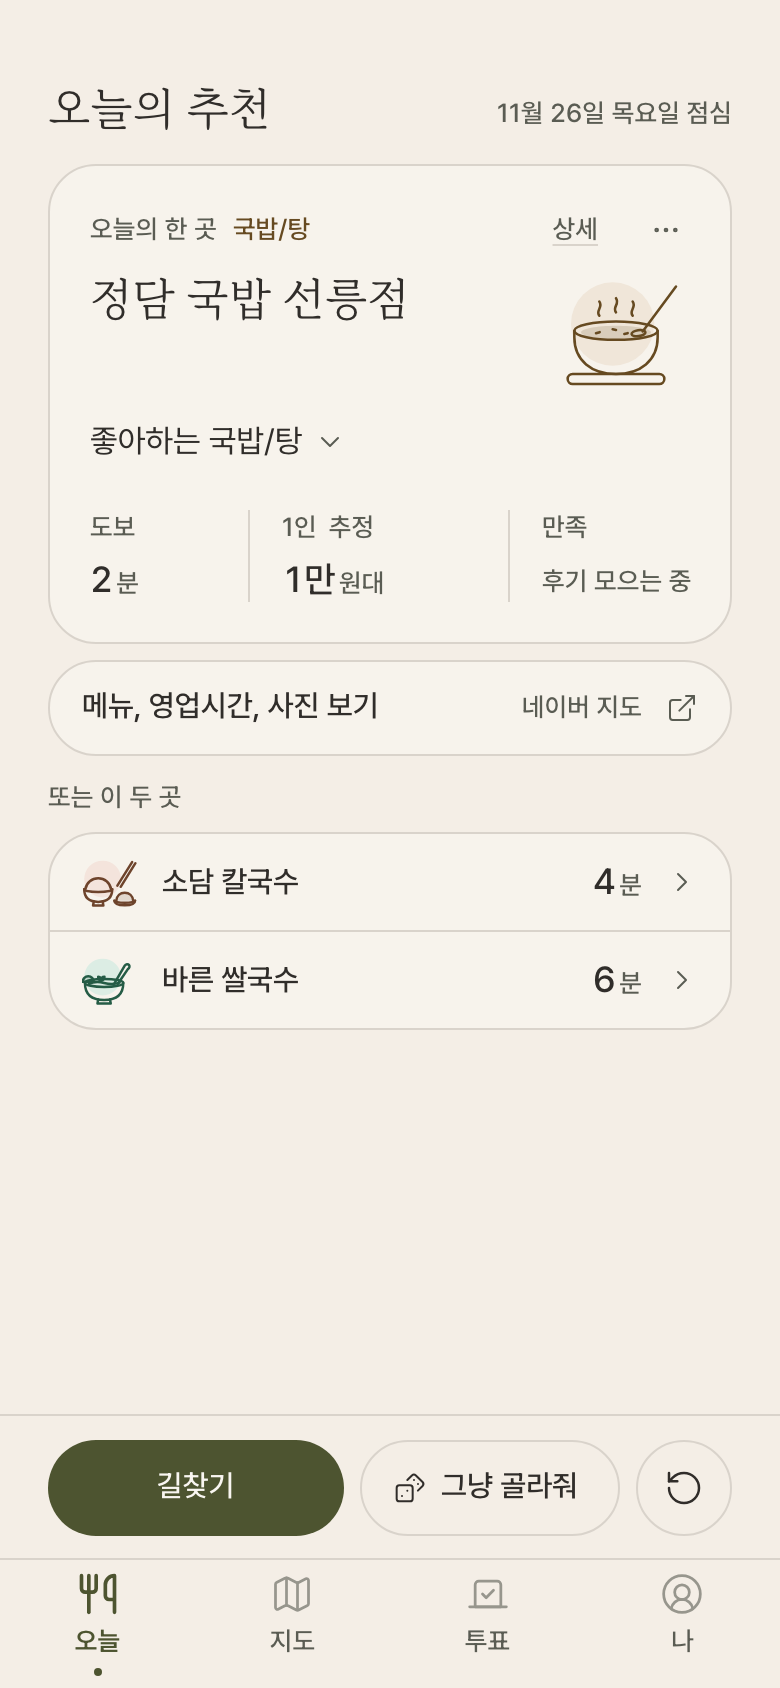 오늘의 추천
11월 26일 목요일 점심
오늘의 한 곳 국밥/탕
상세
정담 국밥 선릉점
좋아하는 국밥/탕
도보
1인 추정
만족
2분
1만원대
후기 모으는 중
메뉴, 영업시간, 사진 보기
네이버 지도
또는 이 두 곳
소담 칼국수
4분
바른 쌀국수
6분
길찾기
그냥 골라줘
오늘
지도
투표
나